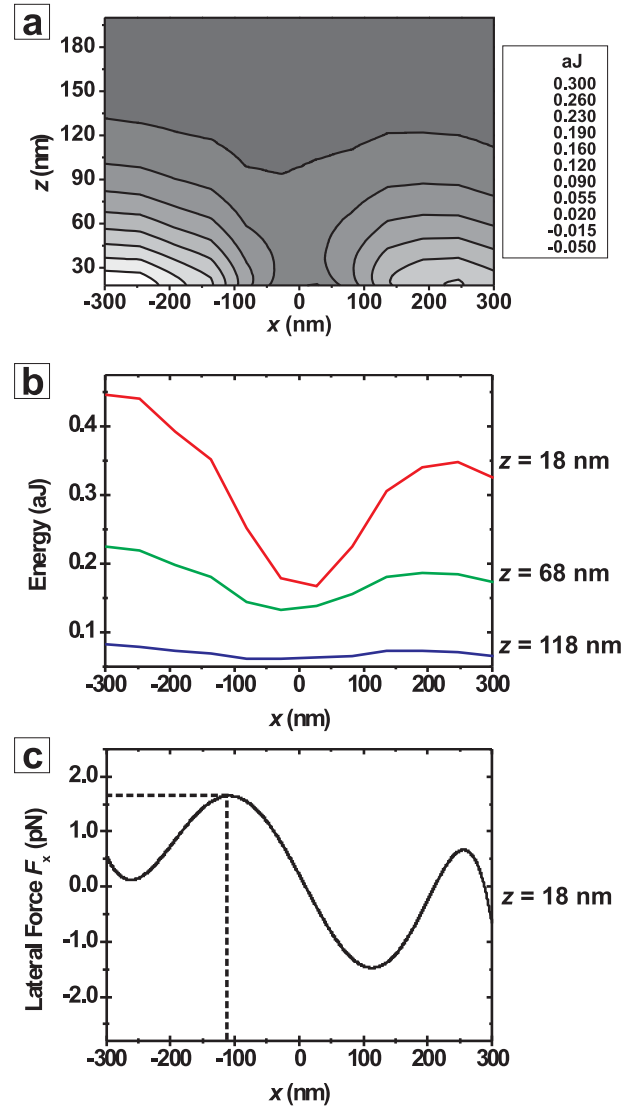 a
180
150
120
90
60
30
z (nm)
-300 -200 -100 0 100 200 300
x (nm)
aJ
0.300
0.260
0.230
0.190
0.160
0.120
0.090
0.055
0.020
-0.015
-0.050
b
0.4
0.3
0.2
0.1
Energy (aJ)
z = 18 nm
z = 68 nm
z = 118 nm
-300 -200 -100 0 100 200 300
x (nm)
c
2.0
1.0
0.0
-1.0
-2.0
Lateral Force Fx (pN)
z = 18 nm
-300 -200 -100 0 100 200 300
x (nm)